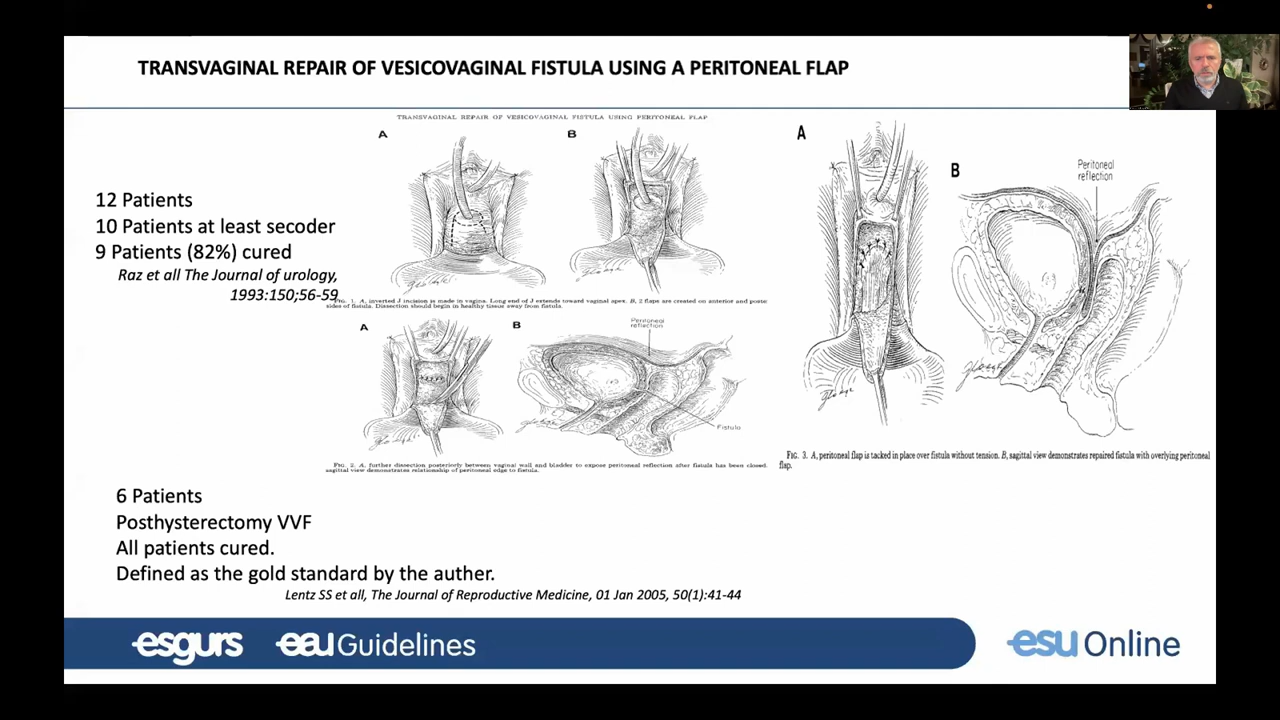 TRANSVAGINAL REPAIR OF VESICOVAGINAL FISTULA USING A PERITONEAL FLAP
TRANSVAGINAL REPAIR OF VESICOVAGINAL FISTULA USING PERITONEAL FLAP
A
B
12 Patients
10 Patients at least secoder
9 Patients (82%) cured
Raz et all The Journal of urology,
1993:150;56-59
FIG. 1. A, inverted J incision is made in vagina. Long end of J extends toward vaginal apex. B, 2 flaps are created on anterior and poste
sides of fistula. Dissection should begin in healthy tissue away from fistula.
A
B
Peritoneal
reflection
Fistula
FIG. 2. A, further dissection posteriorly between vaginal wall and bladder to expose peritoneal reflection after fistula has been closed.
sagittal view demonstrates relationship of peritoneal edge to fistula.
A
B
Peritoneal
reflection
FIG. 3. A, peritoneal flap is tacked in place over fistula without tension. B, sagittal view demonstrates repaired fistula with overlying peritoneal
flap.
6 Patients
Posthysterectomy VVF
All patients cured.
Defined as the gold standard by the auther.
Lentz SS et all, The Journal of Reproductive Medicine, 01 Jan 2005, 50(1):41-44
esgurs eau Guidelines
esu Online